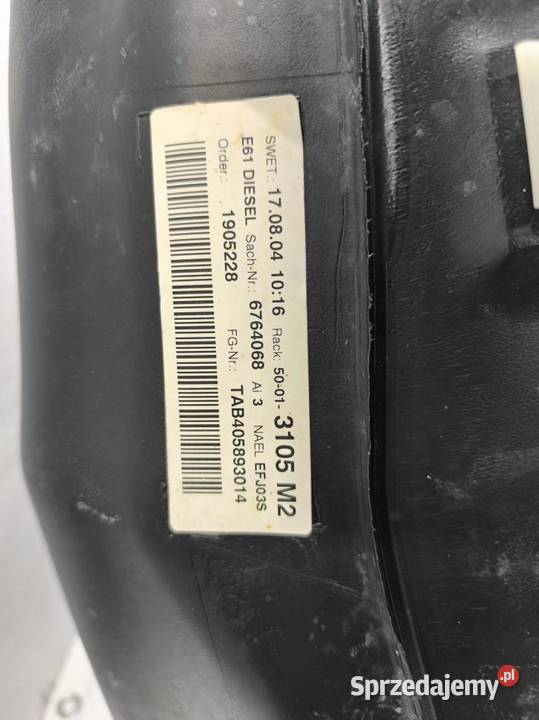 SWET.: 17.08.04 10:16 Rack: 50-01- 3105 M2
E61 DIESEL Sach-Nr.: 6764068 Ai 3 NAEL EFJ03S
Order: 1905228 FG-Nr.: TAB405893014
Sprzedajemy.pl